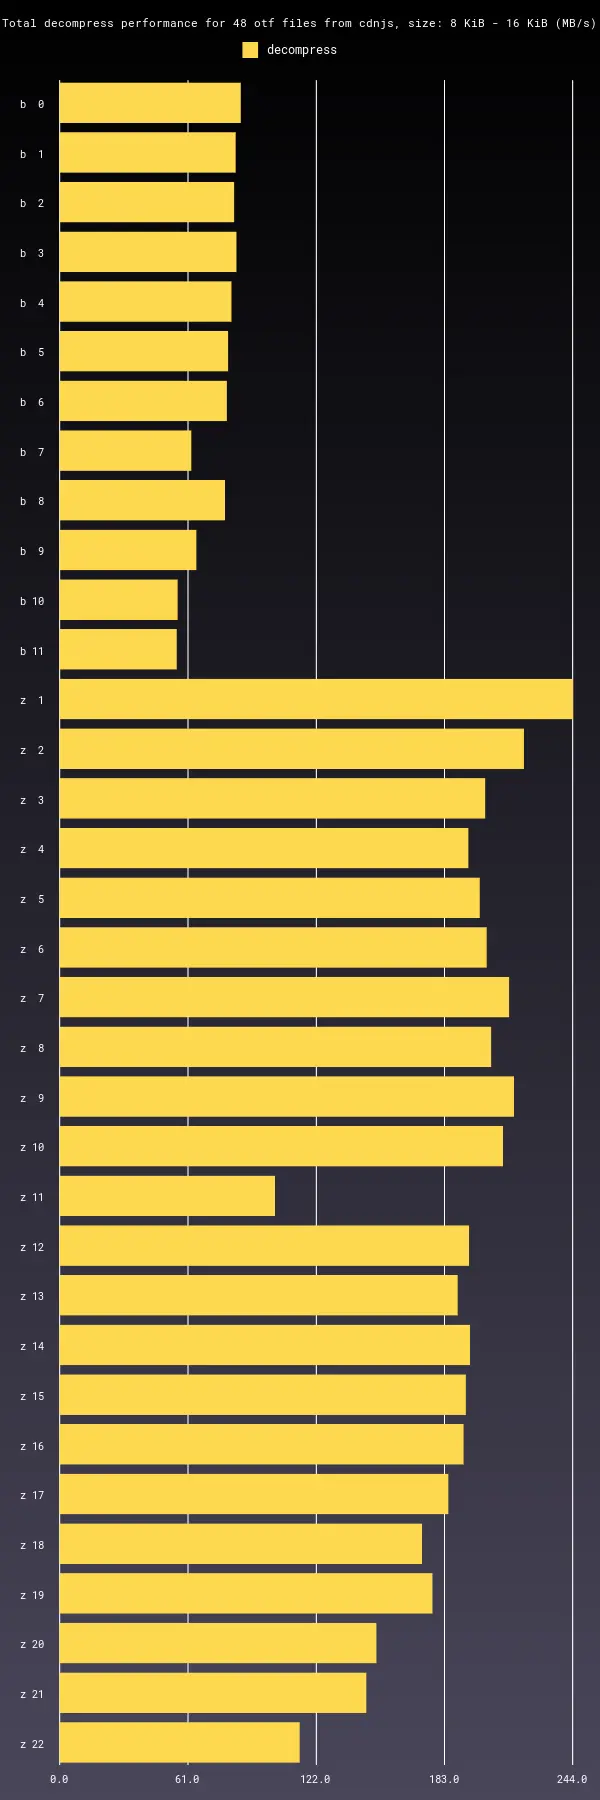 Total decompress performance for 48 otf files from cdnjs, size: 8 KiB - 16 KiB (MB/s)
decompress
b  0
b  1
b  2
b  3
b  4
b  5
b  6
b  7
b  8
b  9
b 10
b 11
z  1
z  2
z  3
z  4
z  5
z  6
z  7
z  8
z  9
z 10
z 11
z 12
z 13
z 14
z 15
z 16
z 17
z 18
z 19
z 20
z 21
z 22
0.0 61.0 122.0 183.0 244.0